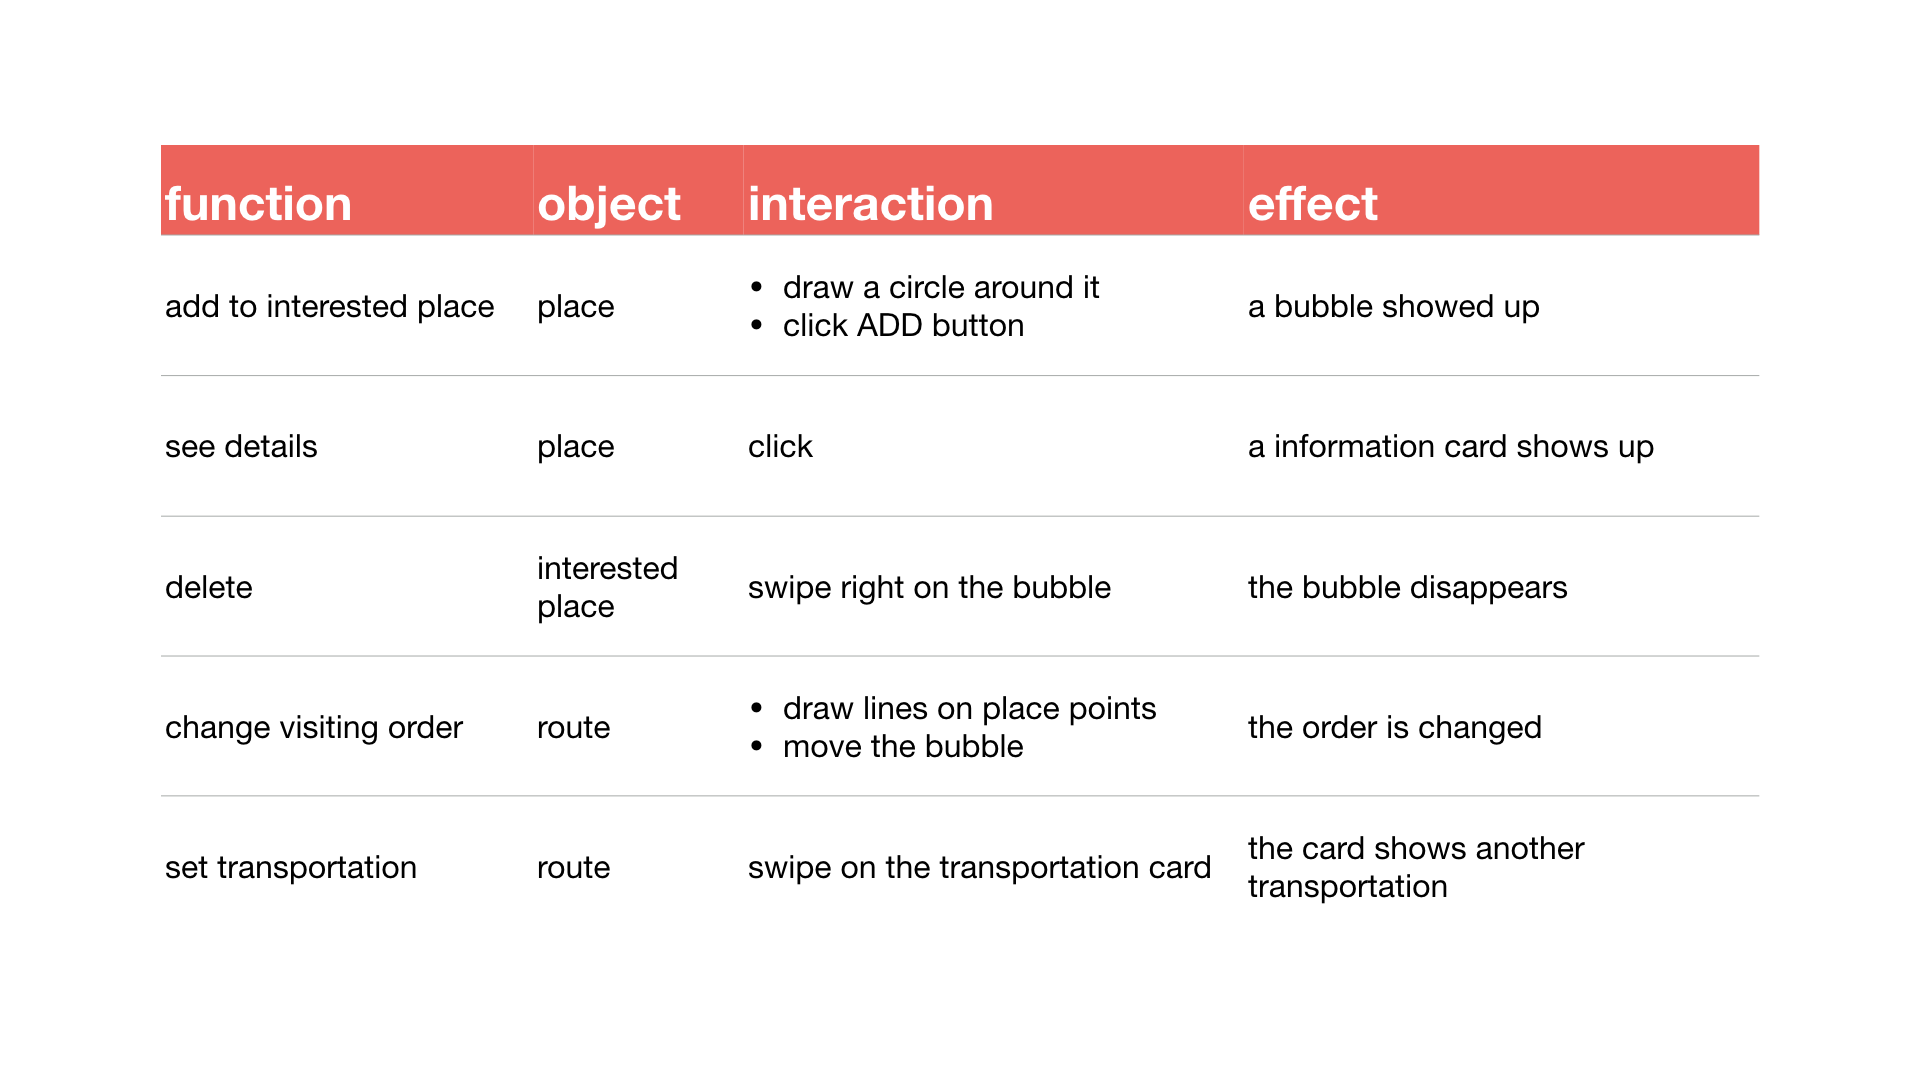 function object interaction effect
add to interested place place • draw a circle around it a bubble showed up
• click ADD button
see details place click a information card shows up
delete interested place swipe right on the bubble the bubble disappears
change visiting order route • draw lines on place points the order is changed
• move the bubble
set transportation route swipe on the transportation card the card shows another
transportation